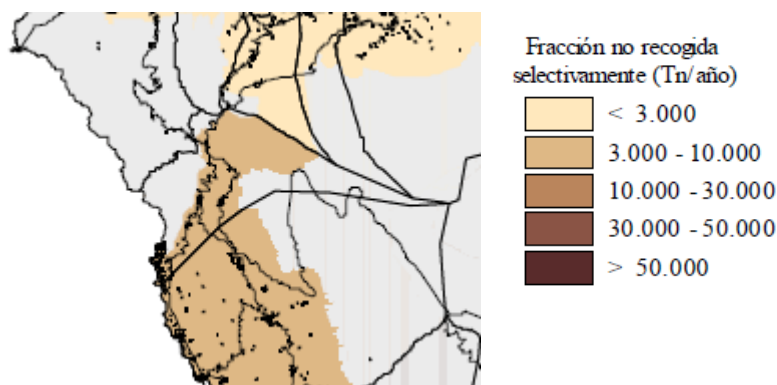 Fracción no recogida
selectivamente (Tn/año)
< 3.000
3.000 - 10.000
10.000 - 30.000
30.000 - 50.000
> 50.000